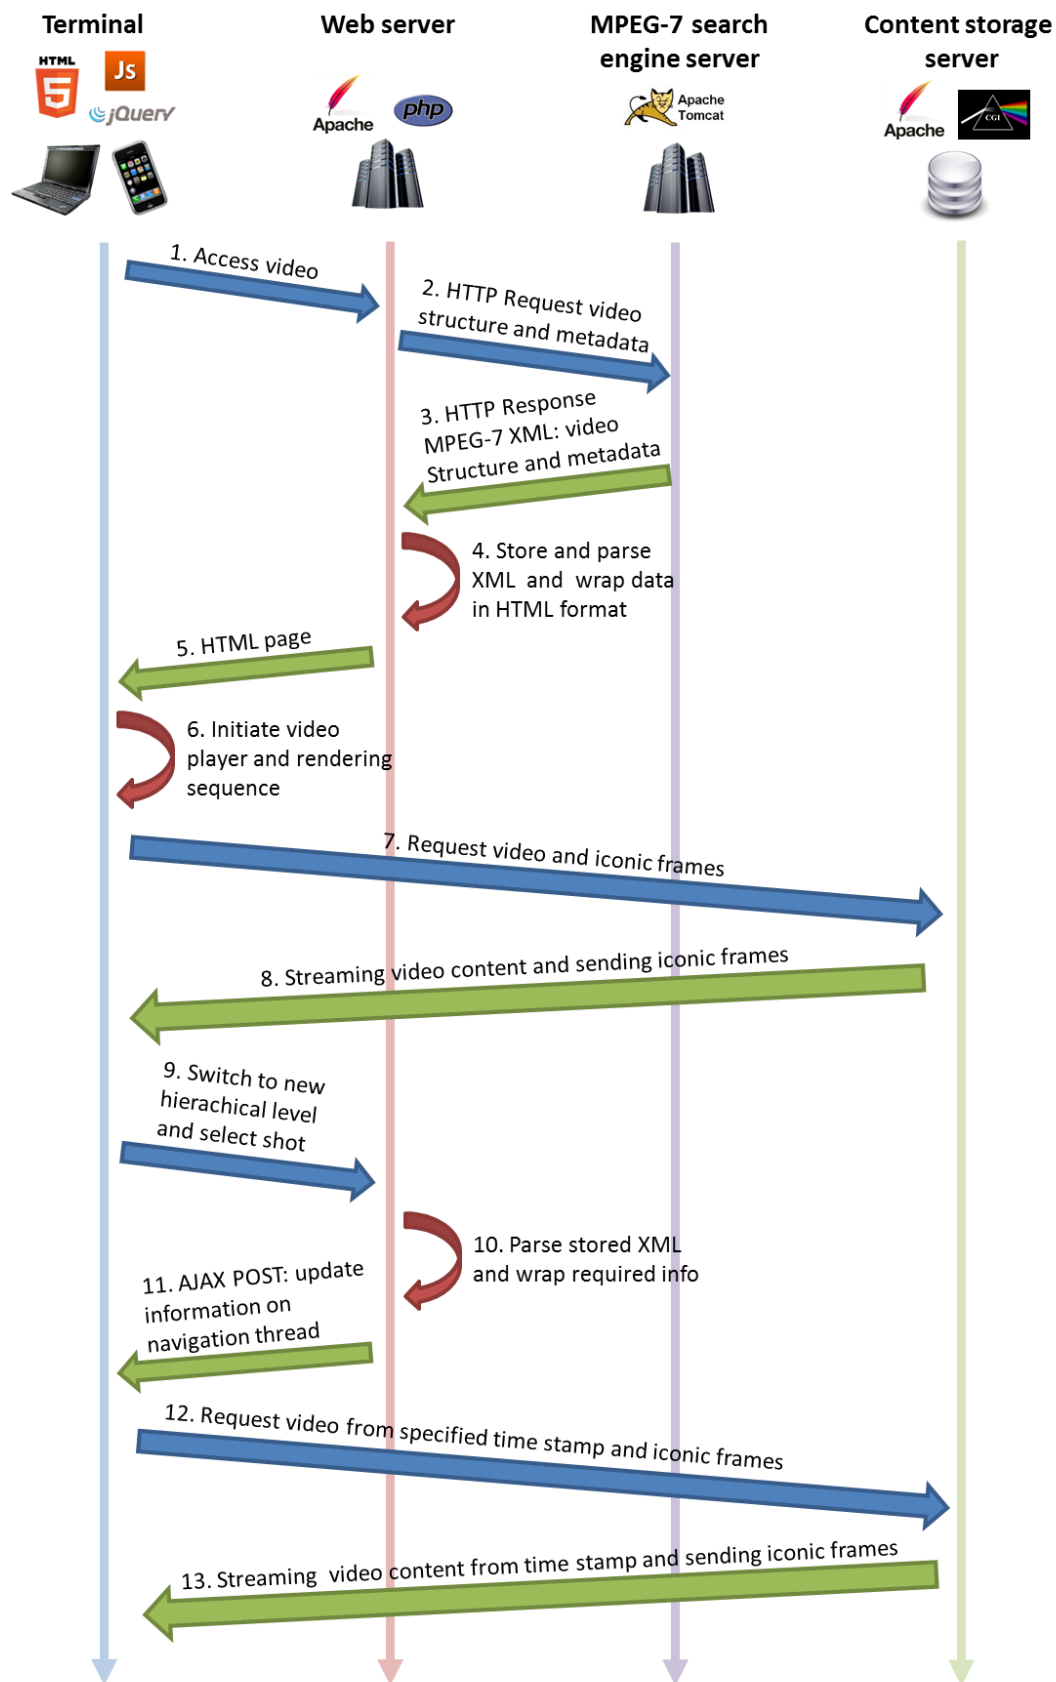 Terminal
Web server
MPEG-7 search
engine server
Content storage
server
HTML
5
Js
jQuery
Apache
php
Apache
Tomcat
Apache
CGI
1. Access video
2. HTTP Request video
structure and metadata
3. HTTP Response
MPEG-7 XML: video
Structure and metadata
4. Store and parse
XML and wrap data
in HTML format
5. HTML page
6. Initiate video
player and rendering
sequence
7. Request video and iconic frames
8. Streaming video content and sending iconic frames
9. Switch to new
hierachical level
and select shot
10. Parse stored XML
and wrap required info
11. AJAX POST: update
information on
navigation thread
12. Request video from specified time stamp and iconic frames
13. Streaming video content from time stamp and sending iconic frames